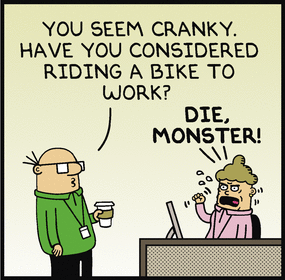 YOU SEEM CRANKY.
HAVE YOU CONSIDERED
RIDING A BIKE TO
WORK?
DIE,
MONSTER!